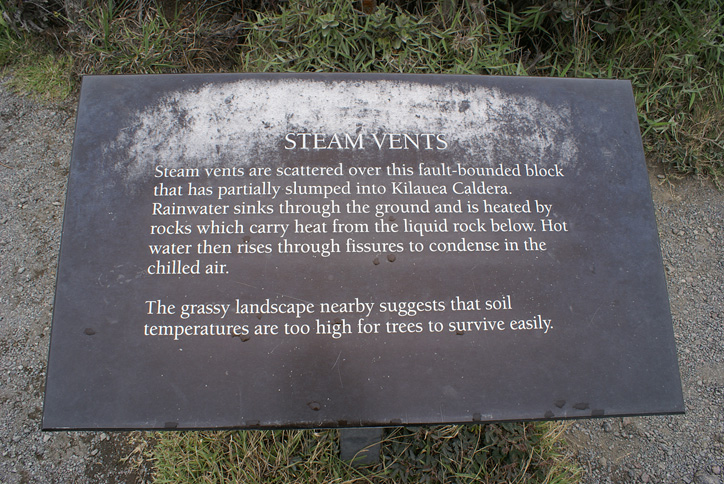 STEAM VENTS
Steam vents are scattered over this fault-bounded block
that has partially slumped into Kilauea Caldera.
Rainwater sinks through the ground and is heated by
rocks which carry heat from the liquid rock below. Hot
water then rises through fissures to condense in the
chilled air.
The grassy landscape nearby suggests that soil
temperatures are too high for trees to survive easily.